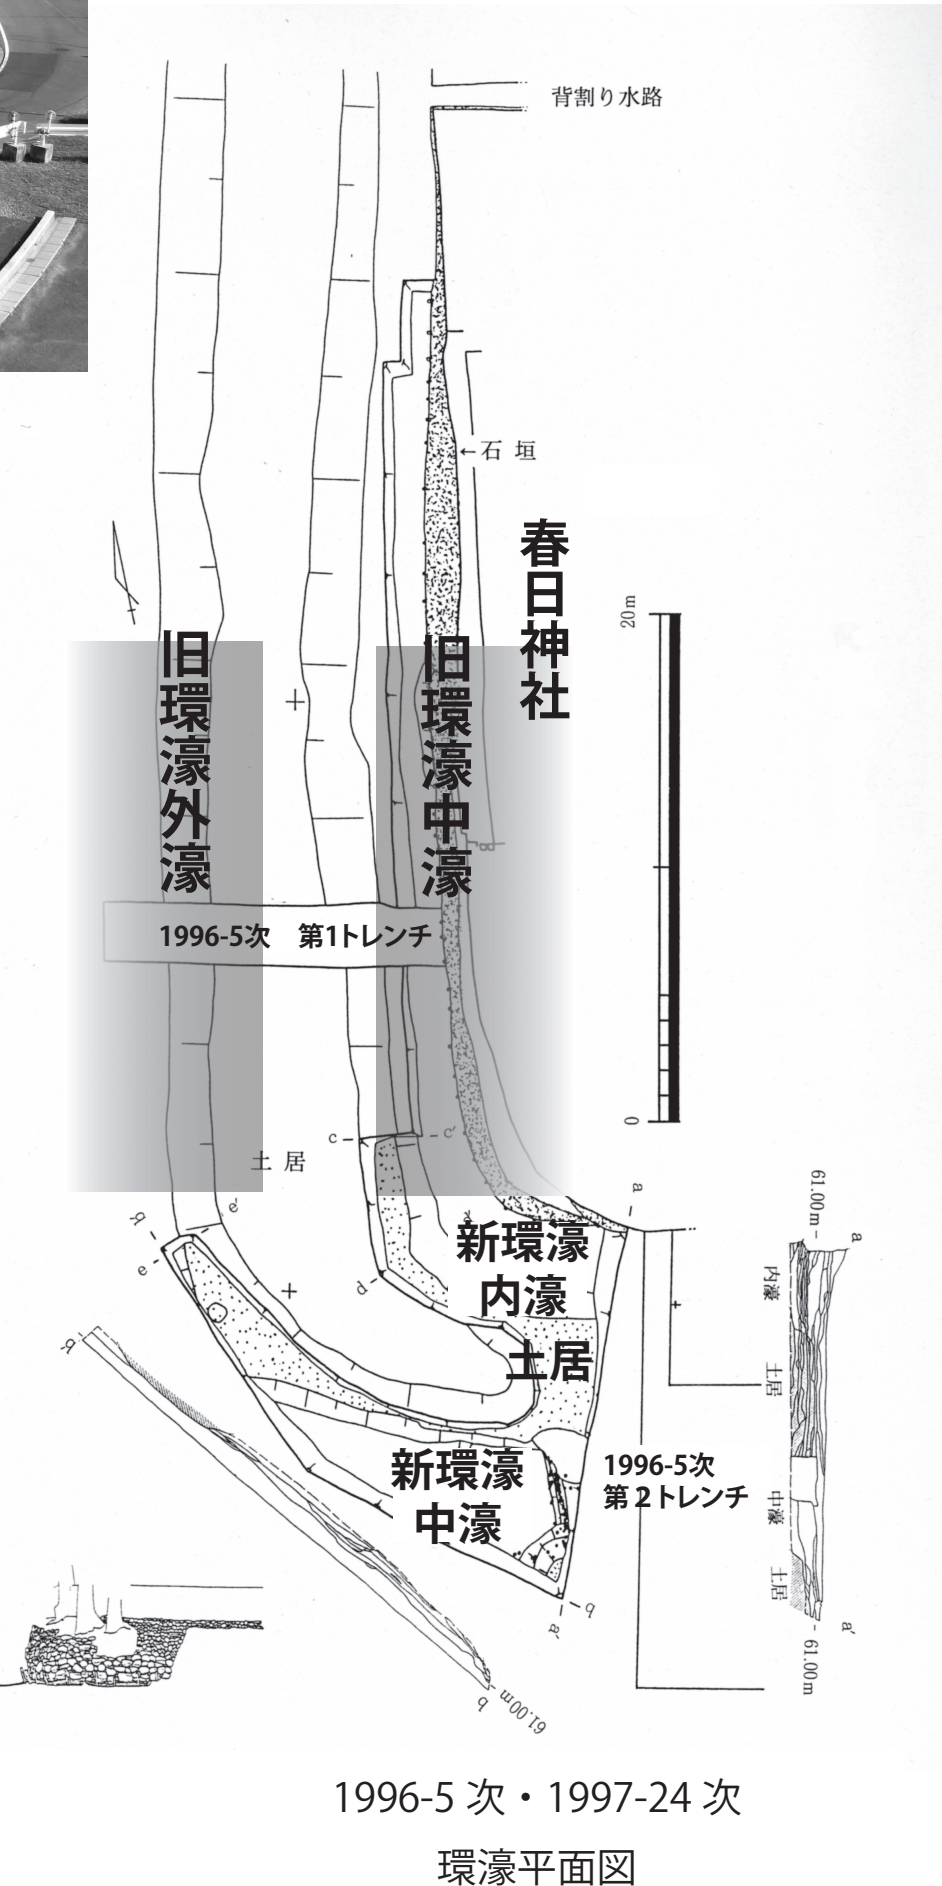 背割り水路
←石垣
春日神社
20m
旧環濠外濠
旧環濠中濠
B
1996-5次 第1トレンチ
0
c
c'
土居
a
61.00m
a
b'
e'
e
d
新環濠
内濠
土居
内濠
土居
中濠
土居
b'
新環濠
中濠
1996-5次
第2トレンチ
b
a'
a'
61.00m
b
61.00m
1996-5次・1997-24次
環濠平面図